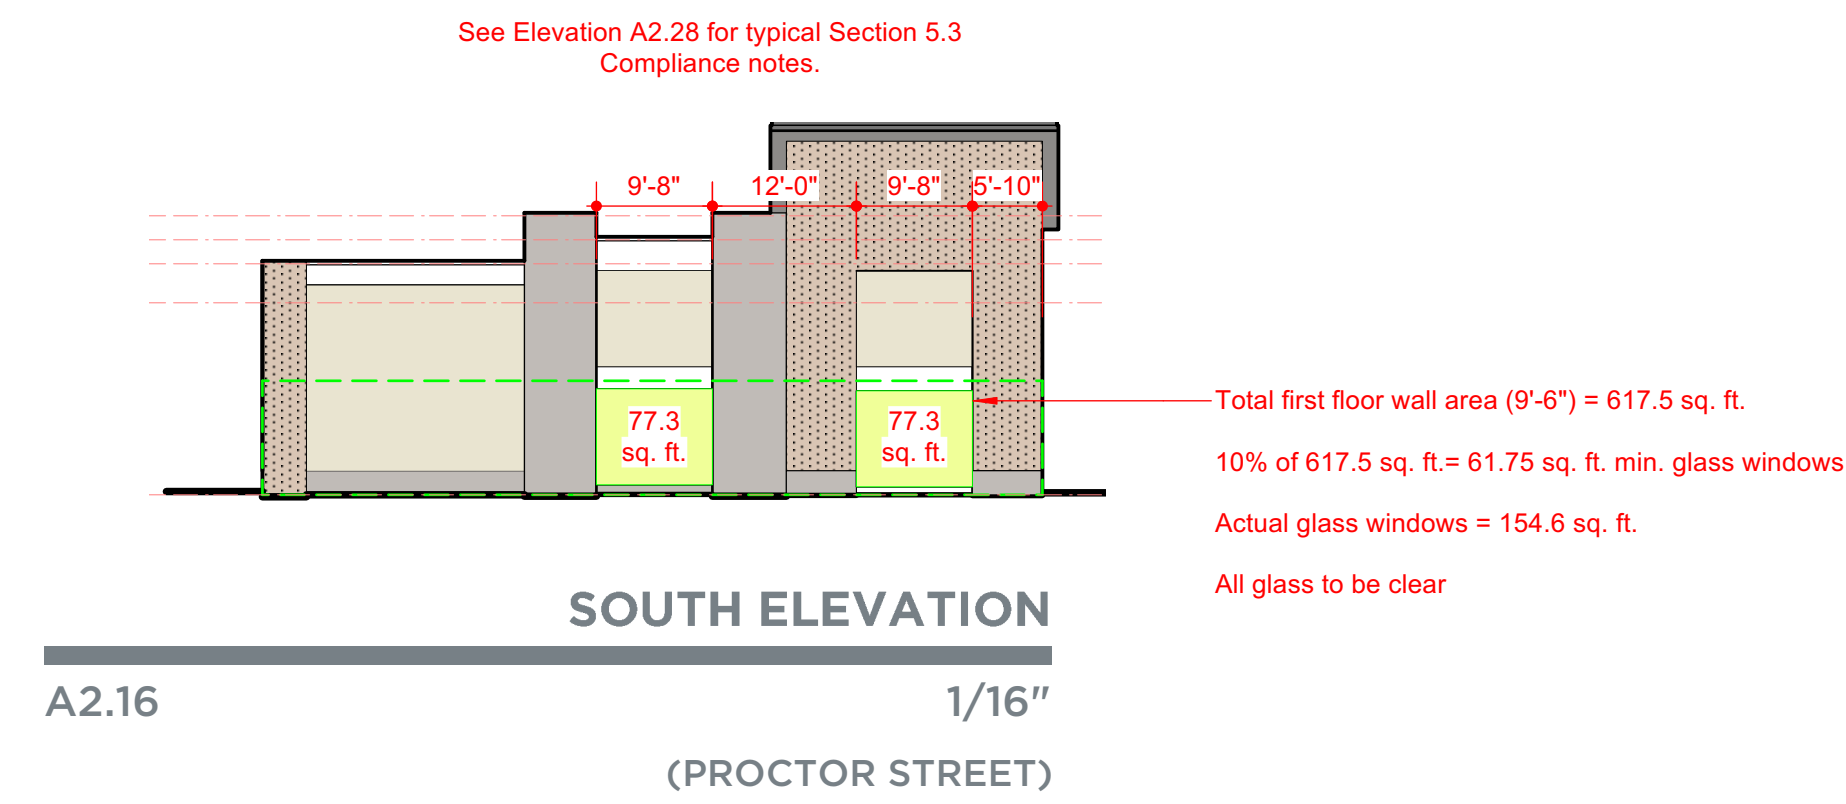 See Elevation A2.28 for typical Section 5.3
Compliance notes.
9'-8" 12'-0" 9'-8" 5'-10"
77.3
sq. ft.
77.3
sq. ft.
Total first floor wall area (9'-6") = 617.5 sq. ft.
10% of 617.5 sq. ft.= 61.75 sq. ft. min. glass windows
Actual glass windows = 154.6 sq. ft.
All glass to be clear
SOUTH ELEVATION
A2.16 1/16"
(PROCTOR STREET)